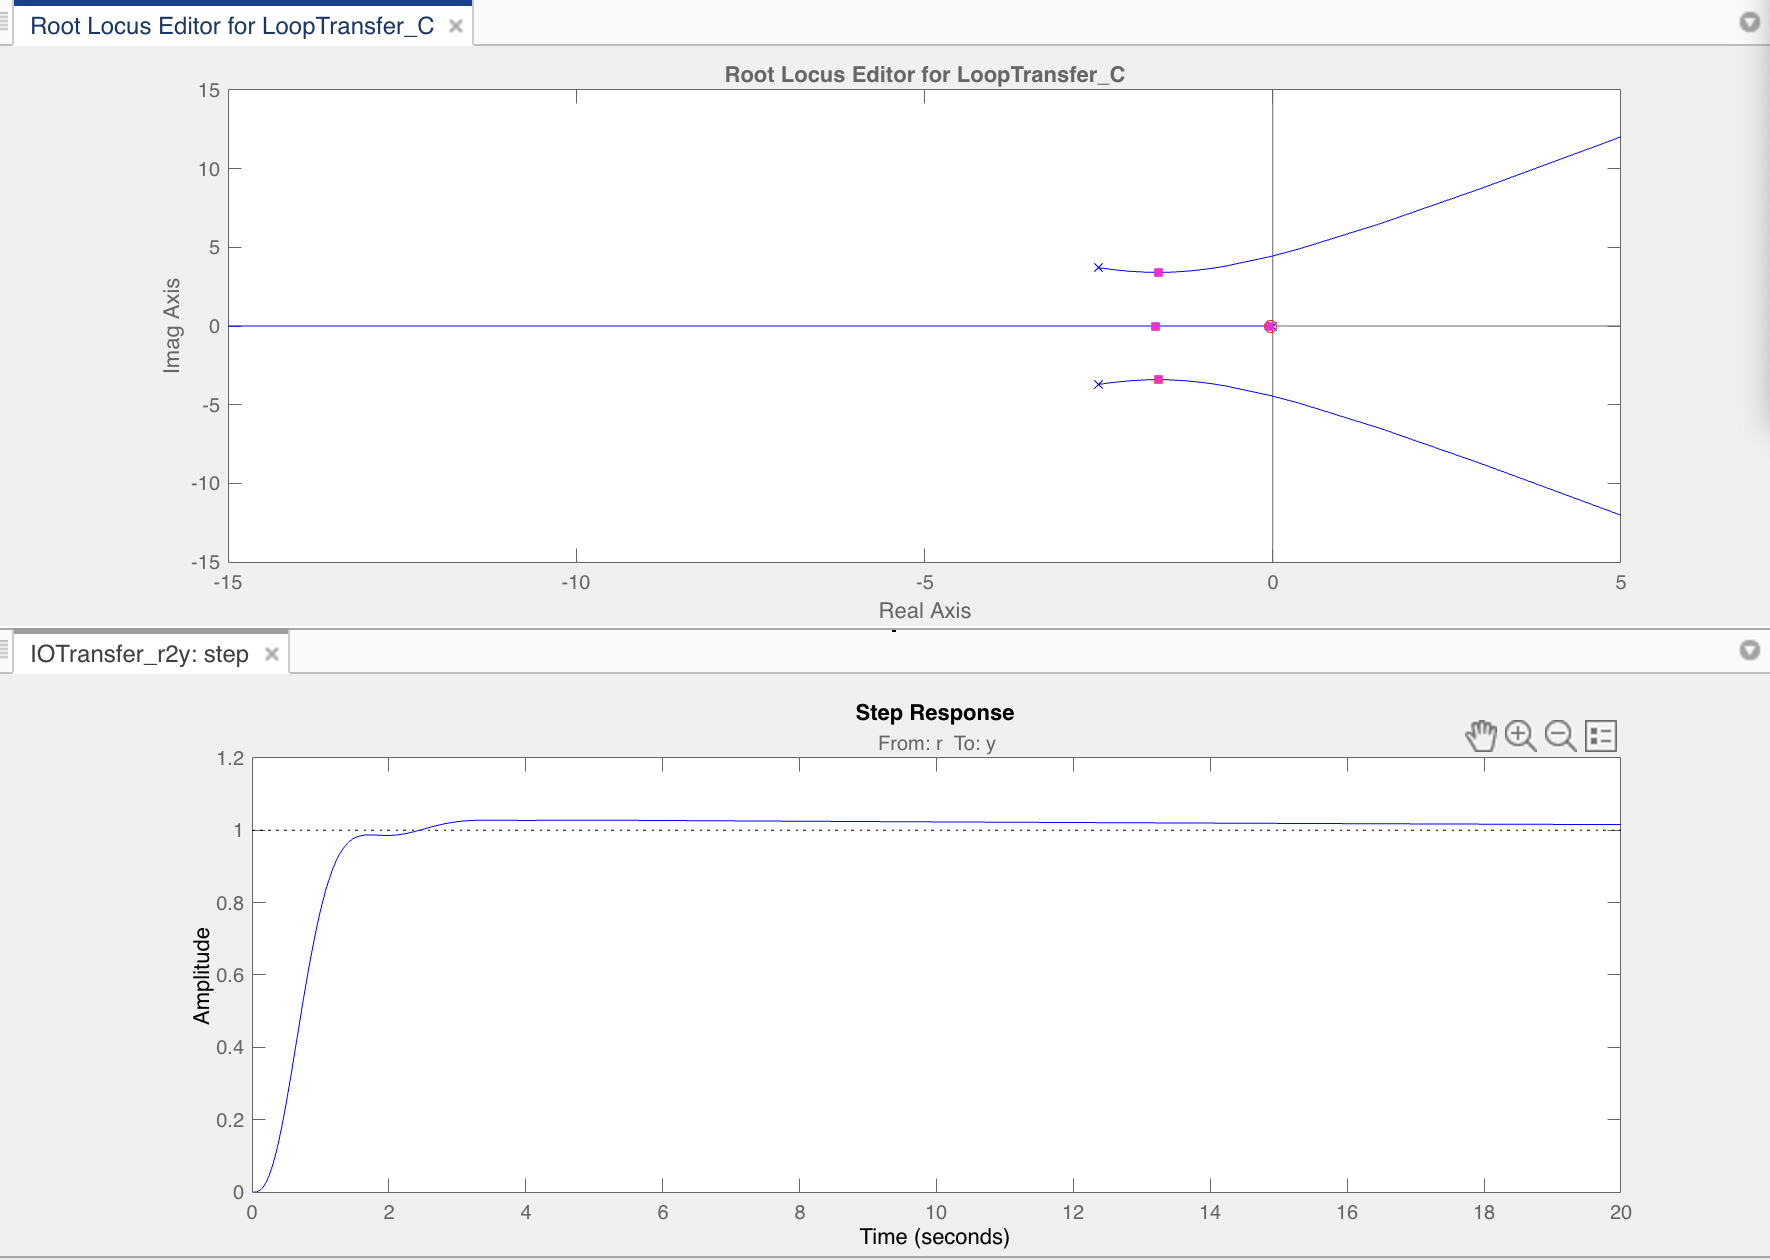 Root Locus Editor for LoopTransfer_C
Root Locus Editor for LoopTransfer_C
15
10
5
0
-5
-10
-15
Imag Axis
-15 -10 -5 0 5
Real Axis
IOTransfer_r2y: step
Step Response
From: r To: y
1.2
1
0.8
0.6
0.4
0.2
0
Amplitude
0 2 4 6 8 10 12 14 16 18 20
Time (seconds)